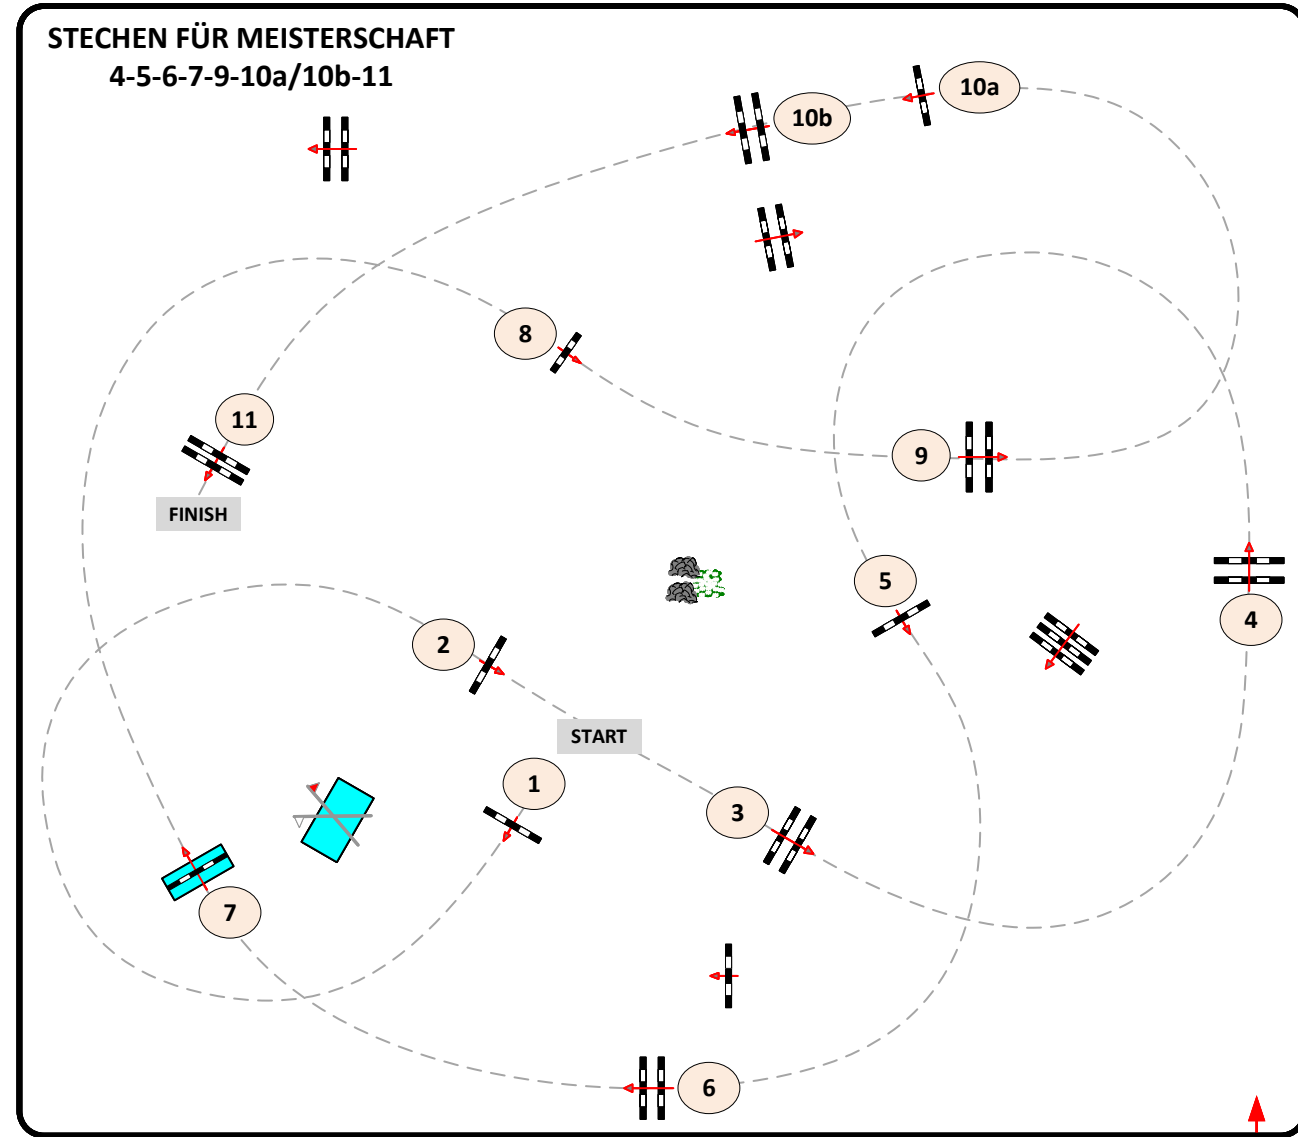 STECHEN FÜR MEISTERSCHAFT
4-5-6-7-9-10a/10b-11
10a
10b
8
11
9
FINISH
5
4
2
START
1
3
7
6